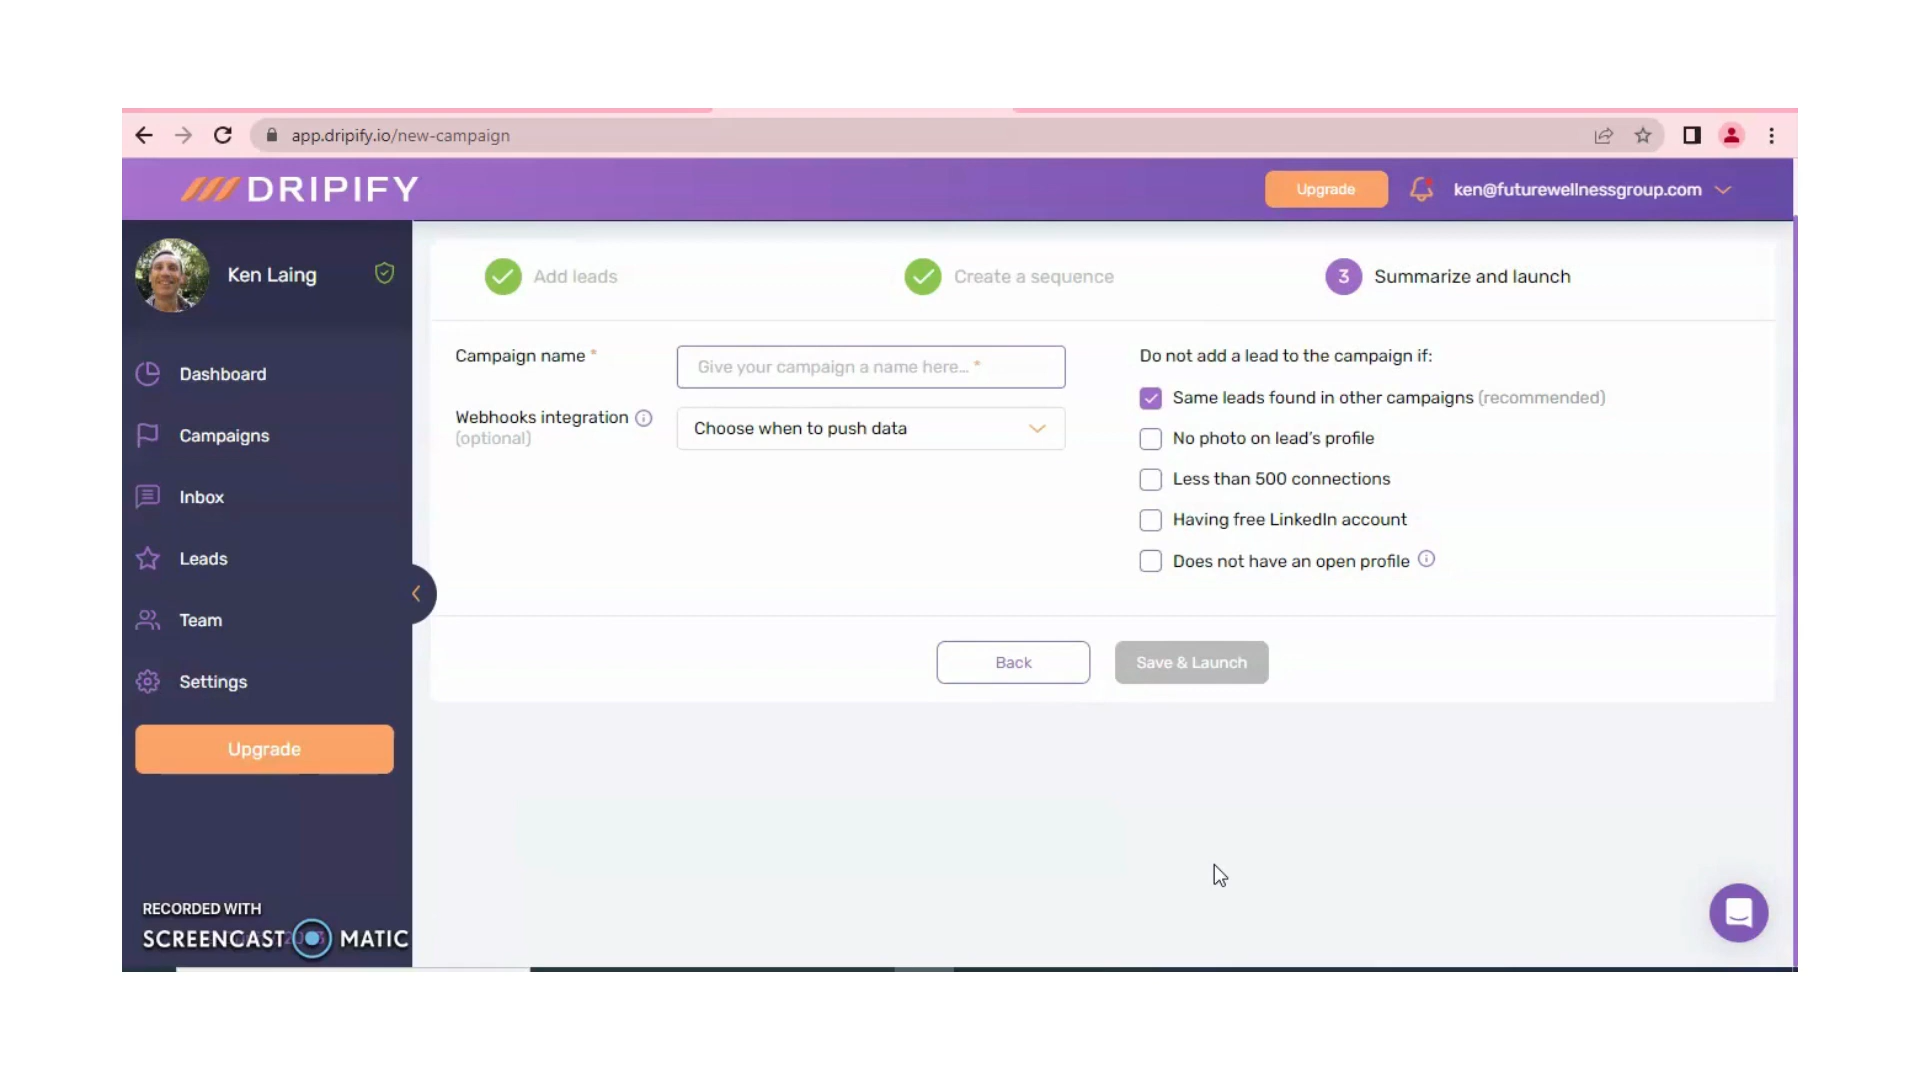 app.dripify.io/new-campaign
DRIPIFY
Upgrade
ken@futurewellnessgroup.com
Ken Laing
Add leads
Create a sequence
3
Summarize and launch
Dashboard
Campaigns
Inbox
Leads
Team
Settings
Upgrade
Campaign name *
Give your campaign a name here... *
Webhooks integration
(optional)
Choose when to push data
Do not add a lead to the campaign if:
Same leads found in other campaigns (recommended)
No photo on lead's profile
Less than 500 connections
Having free LinkedIn account
Does not have an open profile
Back
Save & Launch
RECORDED WITH
SCREENCAST MATIC